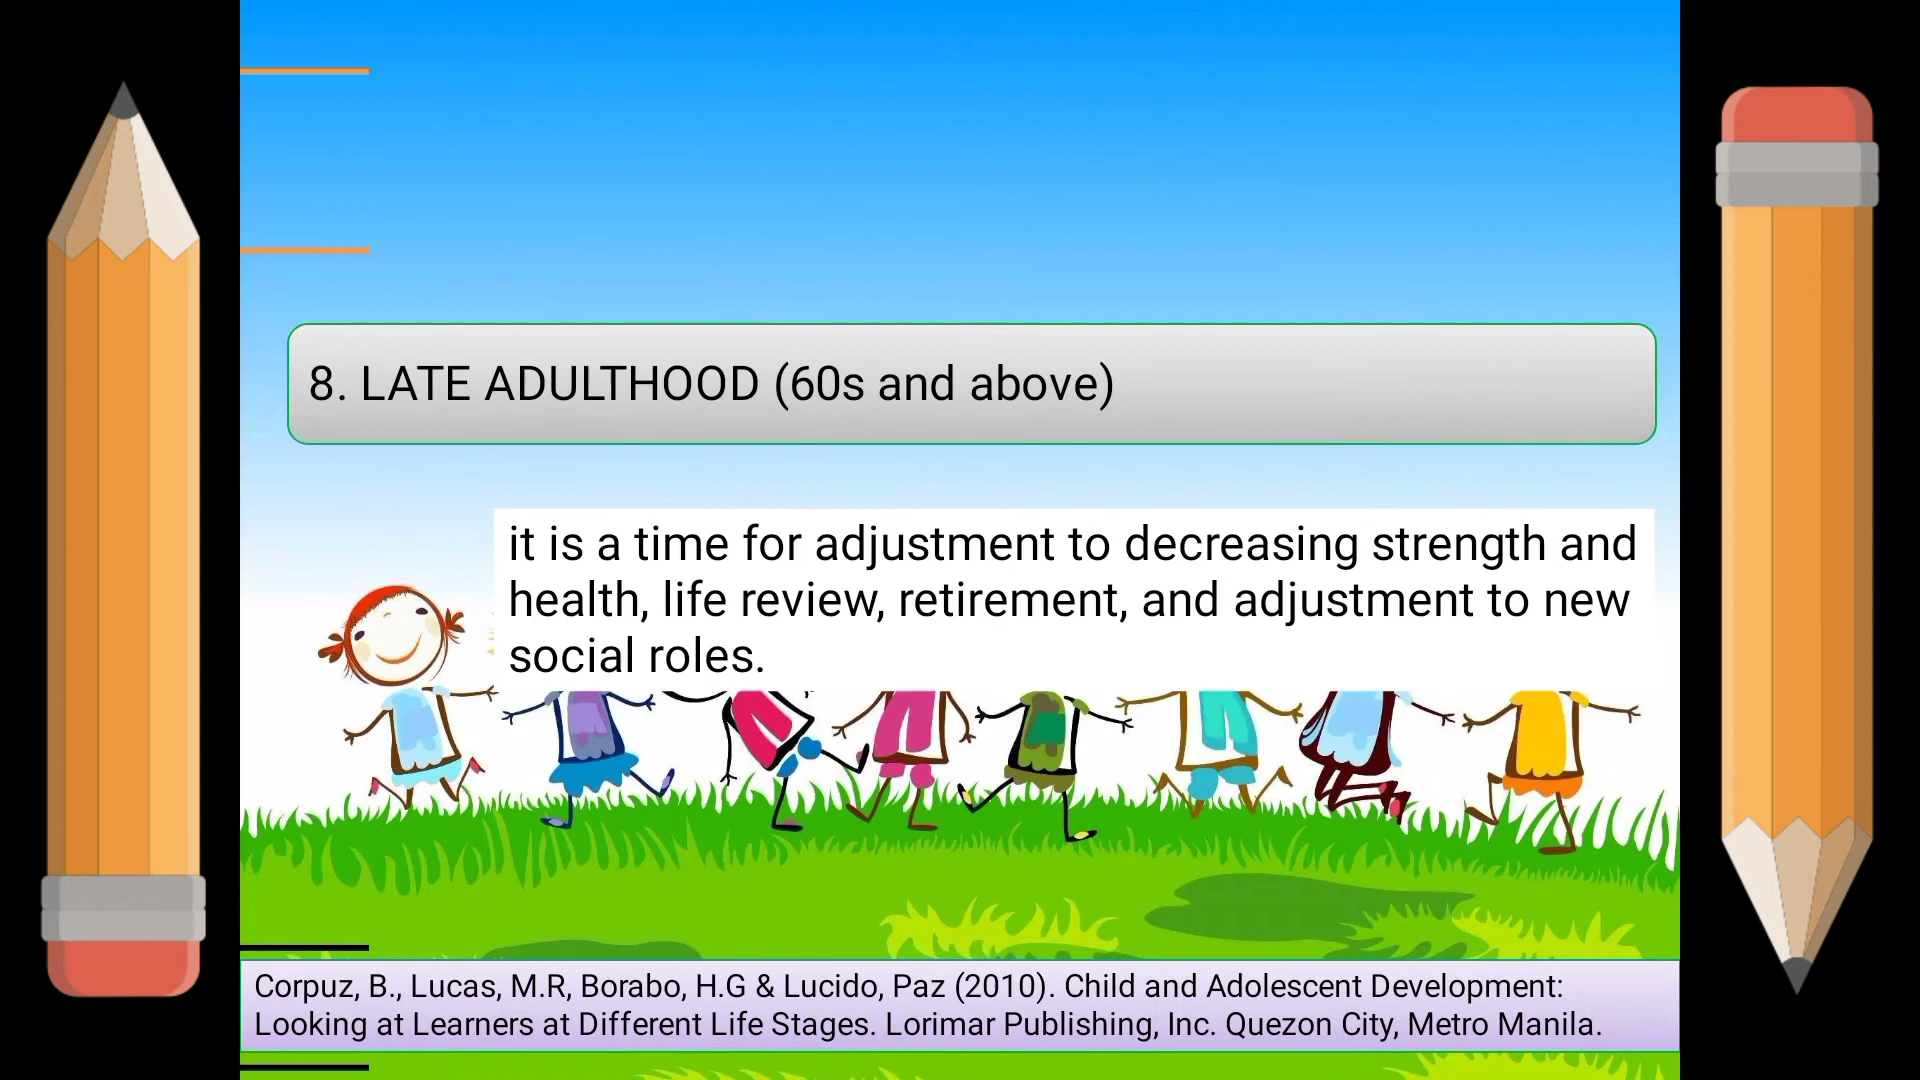 8. LATE ADULTHOOD (60s and above)
it is a time for adjustment to decreasing strength and
health, life review, retirement, and adjustment to new
social roles.
Corpuz, B., Lucas, M.R, Borabo, H.G & Lucido, Paz (2010). Child and Adolescent Development:
Looking at Learners at Different Life Stages. Lorimar Publishing, Inc. Quezon City, Metro Manila.